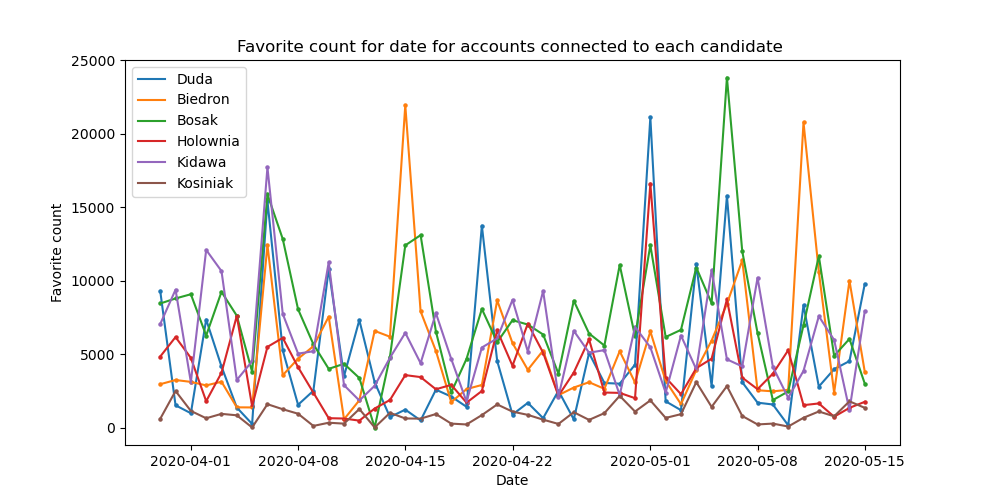 Favorite count for date for accounts connected to each candidate
25000
20000
15000
10000
5000
0
Favorite count
Duda
Biedron
Bosak
Holownia
Kidawa
Kosiniak
2020-04-01 2020-04-08 2020-04-15 2020-04-22 2020-05-01 2020-05-08 2020-05-15
Date